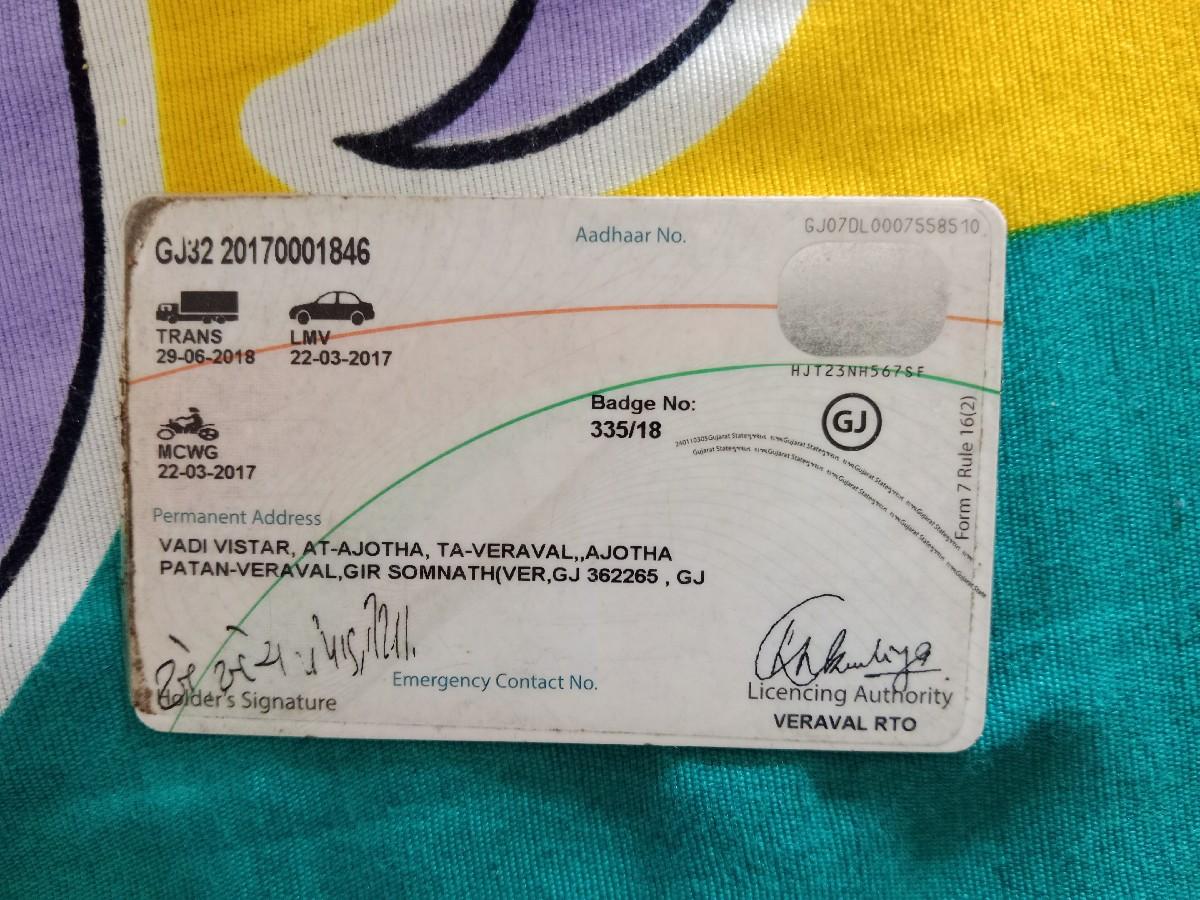 GJ32 20170001846
Aadhaar No.
GJ07DL0007558510
TRANS
29-06-2018
LMV
22-03-2017
HJT23NH567SF
Badge No:
335/18
GJ
Form 7 Rule 16(2)
MCWG
22-03-2017
Permanent Address
VADI VISTAR, AT-AJOTHA, TA-VERAVAL,,AJOTHA
PATAN-VERAVAL,GIR SOMNATH(VER,GJ 362265 , GJ
Holder's Signature
Emergency Contact No.
Licencing Authority
VERAVAL RTO